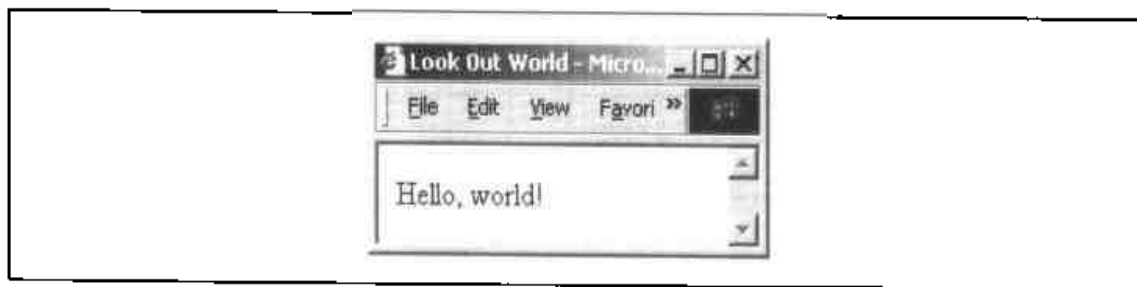 Look Out World - Micro...
File Edit View Favori »
Hello, world!